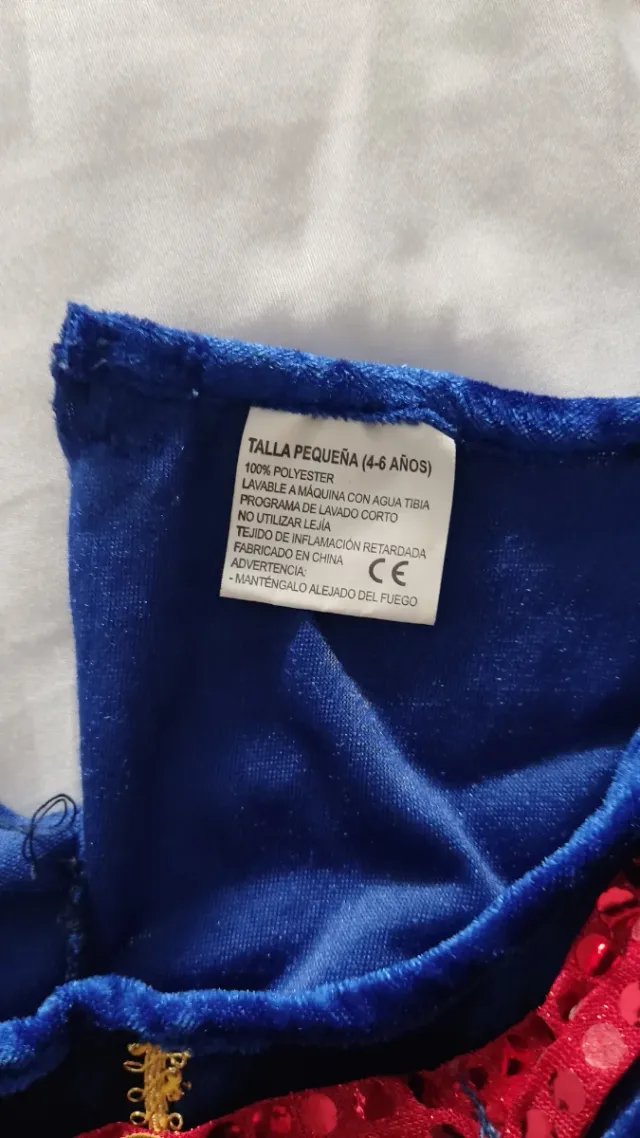 TALLA PEQUEÑA (4-6 AÑOS)
100% POLYESTER
LAVABLE A MÁQUINA CON AGUA TIBIA
PROGRAMA DE LAVADO CORTO
NO UTILIZAR LEJÍA
TEJIDO DE INFLAMACIÓN RETARDADA
FABRICADO EN CHINA
CE
ADVERTENCIA:
- MANTÉNGALO ALEJADO DEL FUEGO